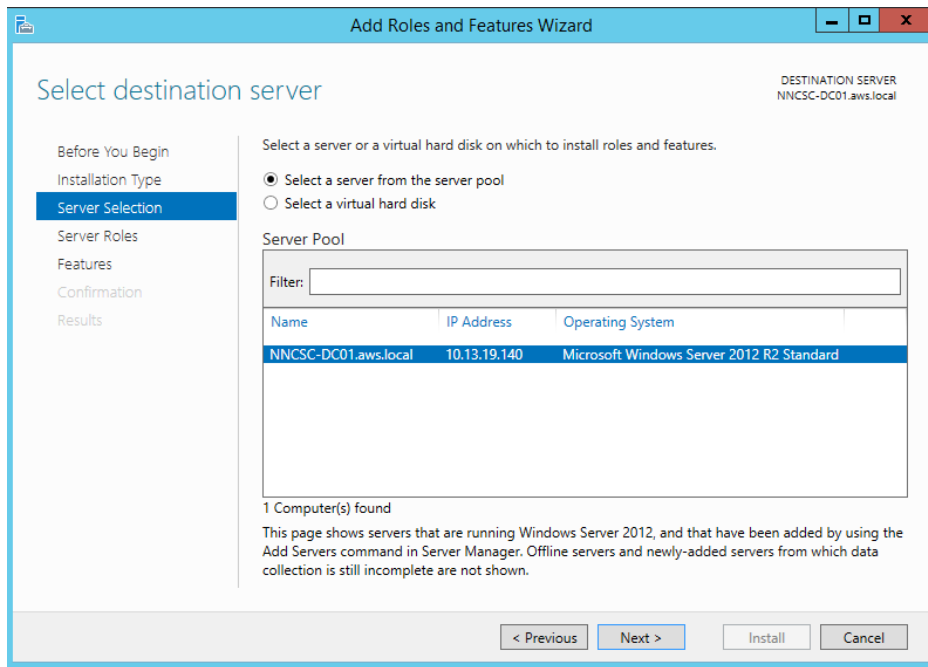 Add Roles and Features Wizard
Select destination server
DESTINATION SERVER
NNCSC-DC01.aws.local
Before You Begin
Installation Type
Server Selection
Server Roles
Features
Confirmation
Results
Select a server or a virtual hard disk on which to install roles and features.
Select a server from the server pool
Select a virtual hard disk
Server Pool
Filter:
Name IP Address Operating System
NNCSC-DC01.aws.local 10.13.19.140 Microsoft Windows Server 2012 R2 Standard
1 Computer(s) found
This page shows servers that are running Windows Server 2012, and that have been added by using the
Add Servers command in Server Manager. Offline servers and newly-added servers from which data
collection is still incomplete are not shown.
< Previous Next > Install Cancel